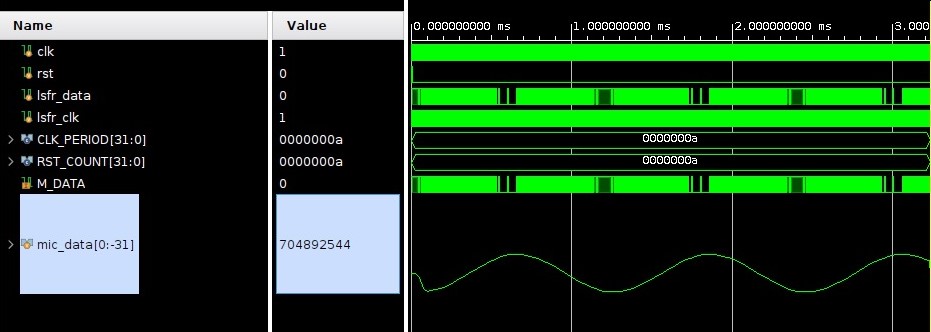 Name Value
0.000000000 ms 1.000000000 ms 2.000000000 ms 3.000
clk 1
rst 0
lsfr_data 0
lsfr_clk 1
CLK_PERIOD[31:0] 0000000a 0000000a
RST_COUNT[31:0] 0000000a 0000000a
M_DATA 0
mic_data[0:-31] 704892544